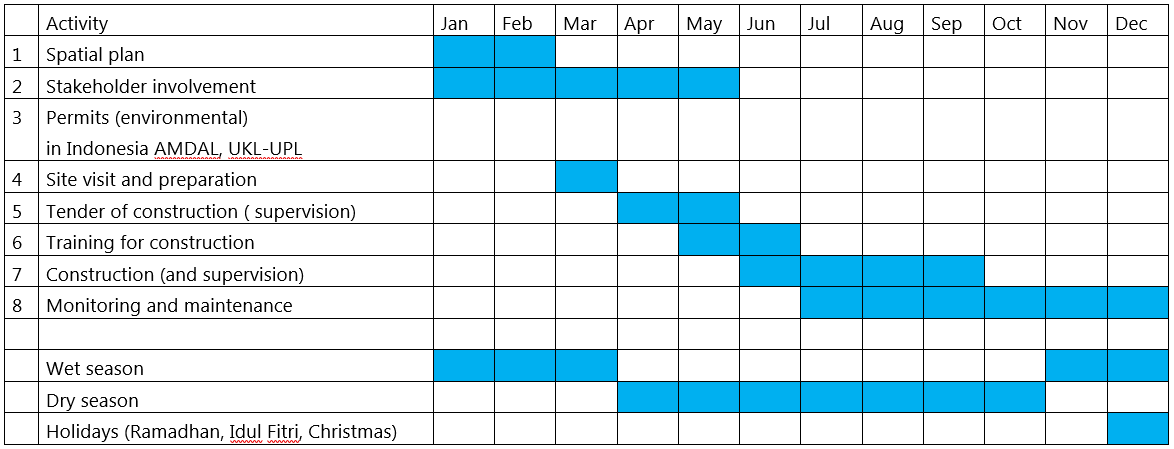 Activity Jan Feb Mar Apr May Jun Jul Aug Sep Oct Nov Dec
1 Spatial plan
2 Stakeholder involvement
3 Permits (environmental)
in Indonesia AMDAL, UKL-UPL
4 Site visit and preparation
5 Tender of construction ( supervision)
6 Training for construction
7 Construction (and supervision)
8 Monitoring and maintenance
Wet season
Dry season
Holidays (Ramadhan, Idul Fitri, Christmas)